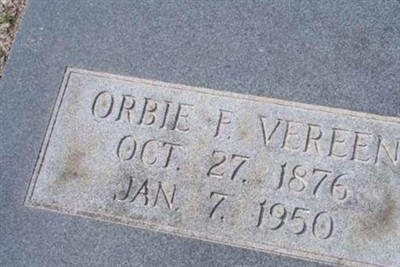 ORBIE F. VEREEN
OCT. 27, 1876
JAN. 7, 1950